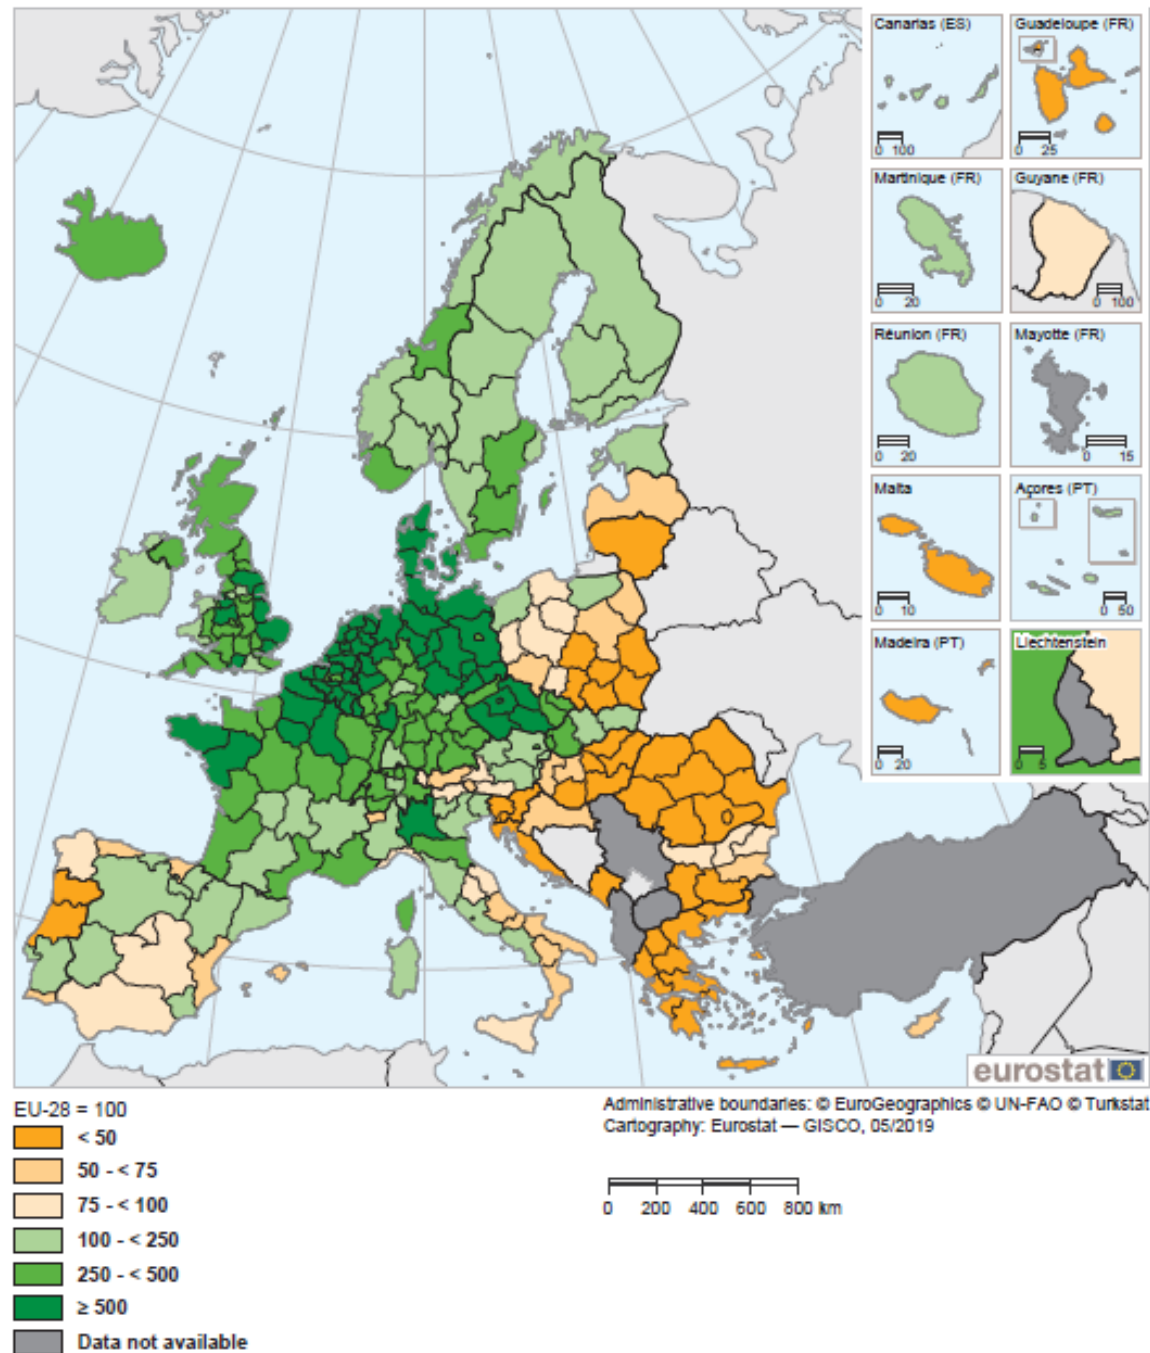 Canarias (ES)
0 100
Guadeloupe (FR)
0 25
Martinique (FR)
0 20
Guyane (FR)
0 100
Réunion (FR)
0 20
Mayotte (FR)
0 15
Malta
0 10
Açores (PT)
0 50
Madeira (PT)
0 20
Liechtenstein
0 5
eurostat
EU-28 = 100
< 50
50 - < 75
75 - < 100
100 - < 250
250 - < 500
≥ 500
Data not available
Administrative boundaries: © EuroGeographics © UN-FAO © Turkstat
Cartography: Eurostat — GISCO, 05/2019
0 200 400 600 800 km